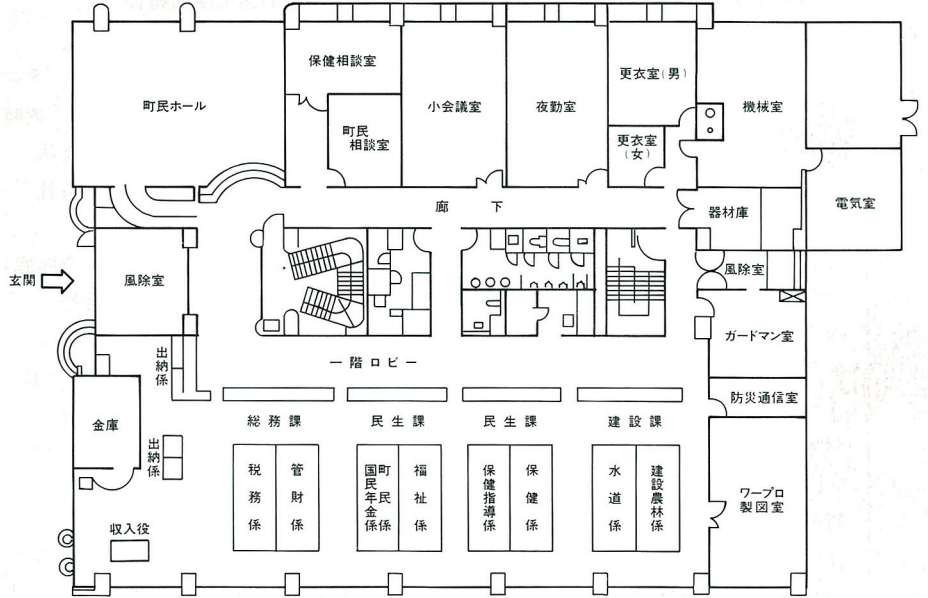 保健相談室
町民ホール
町民
相談室
小会議室
夜勤室
更衣室(男)
更衣室
(女)
機械室
電気室
器材庫
廊下
玄関
風除室
風除室
ガードマン室
一階ロビー
出納係
防災通信室
金庫
総務課
民生課
民生課
建設課
出納係
税務係
管財係
国民年金係
町民係
福祉係
保健指導係
保健係
水道係
建設農林係
ワープロ
製図室
収入役